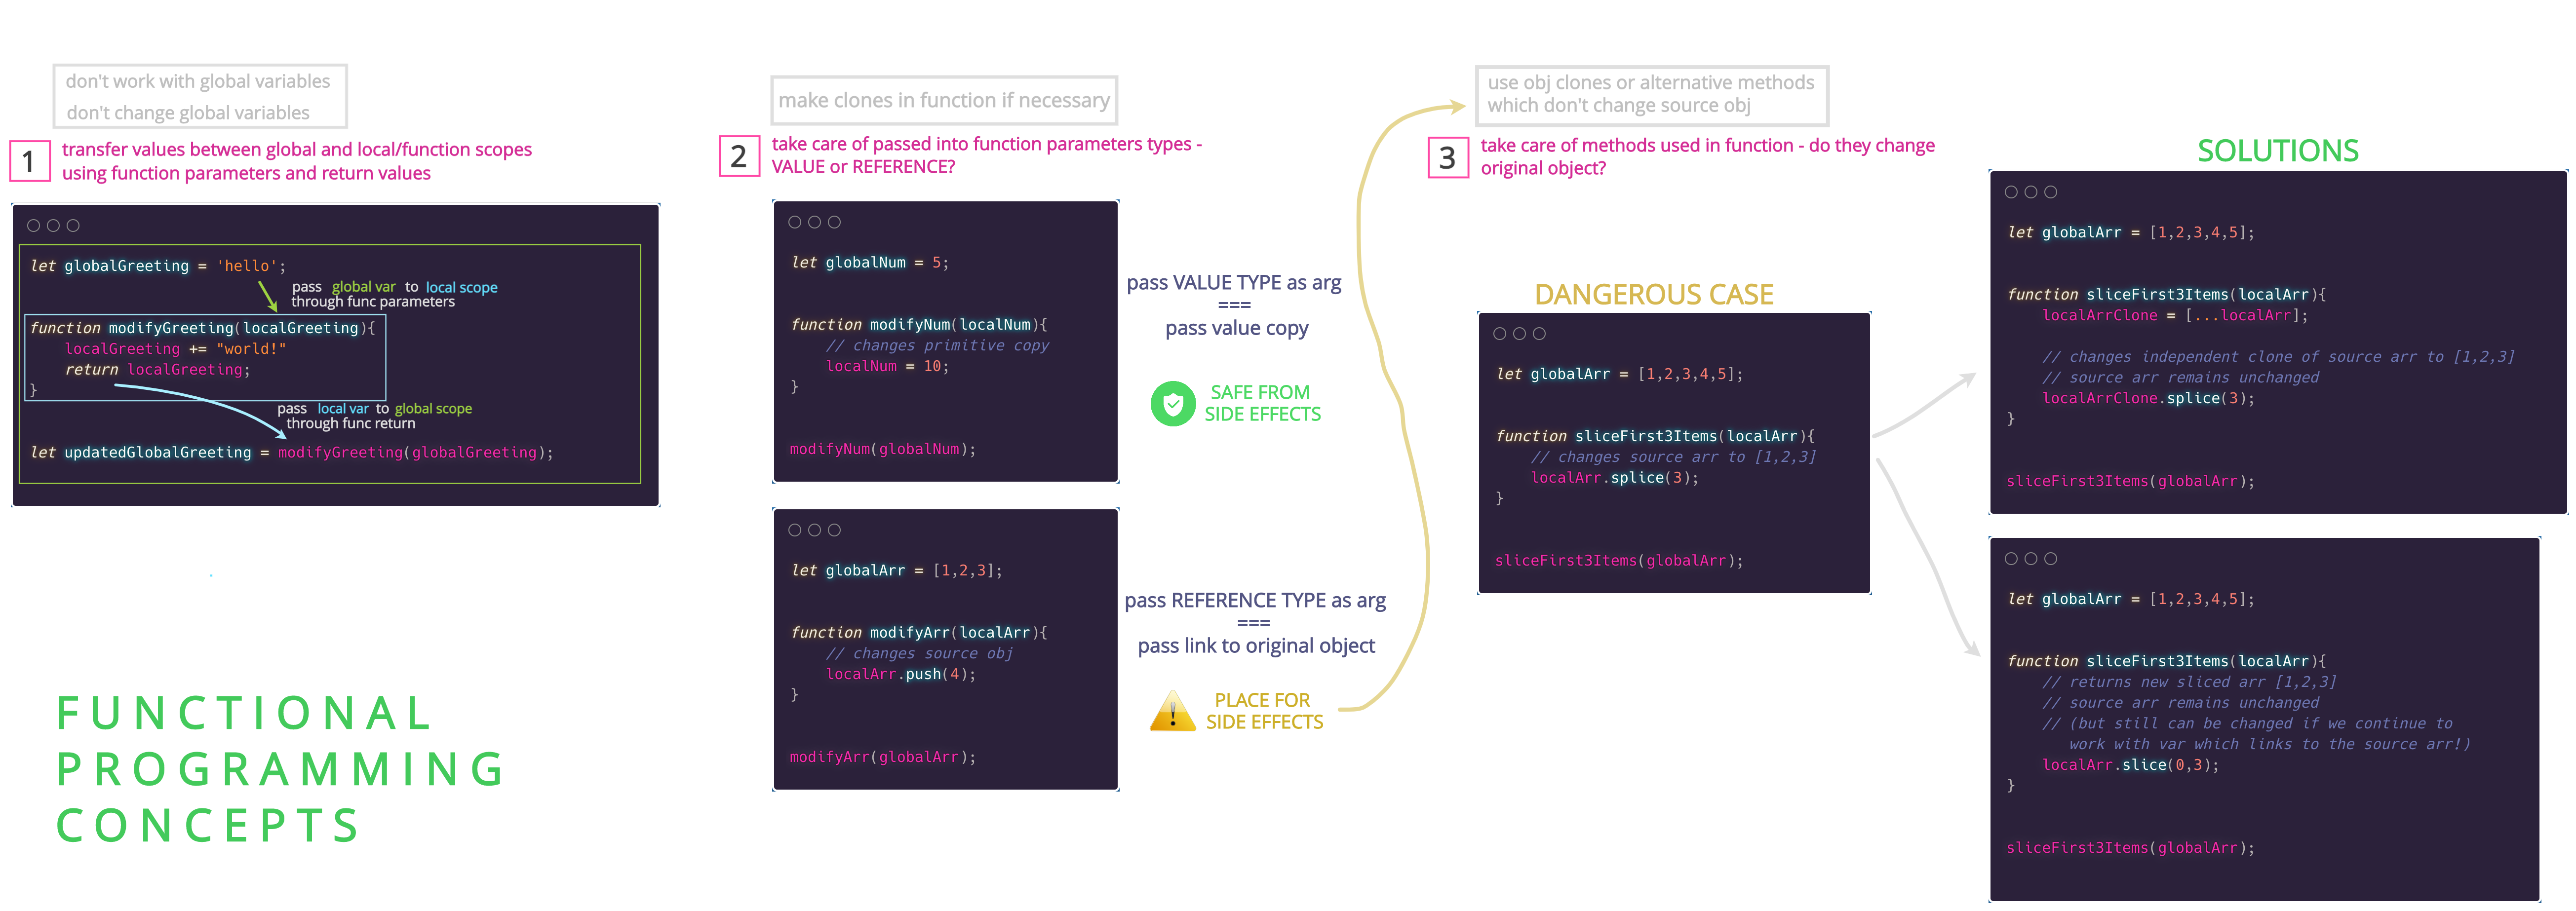 don't work with global variables
don't change global variables
1
transfer values between global and local/function scopes
using function parameters and return values
let globalGreeting = 'hello';
pass global var to local scope
through func parameters
function modifyGreeting(localGreeting){
localGreeting += "world!"
return localGreeting;
}
pass local var to global scope
through func return
let updatedGlobalGreeting = modifyGreeting(globalGreeting);
FUNCTIONAL
PROGRAMMING
CONCEPTS
make clones in function if necessary
2
take care of passed into function parameters types -
VALUE or REFERENCE?
let globalNum = 5;
function modifyNum(localNum){
// changes primitive copy
localNum = 10;
}
modifyNum(globalNum);
pass VALUE TYPE as arg
===
pass value copy
SAFE FROM
SIDE EFFECTS
let globalArr = [1,2,3];
function modifyArr(localArr){
// changes source obj
localArr.push(4);
}
modifyArr(globalArr);
pass REFERENCE TYPE as arg
===
pass link to original object
PLACE FOR
SIDE EFFECTS
use obj clones or alternative methods
which don't change source obj
3
take care of methods used in function - do they change
original object?
DANGEROUS CASE
let globalArr = [1,2,3,4,5];
function sliceFirst3Items(localArr){
// changes source arr to [1,2,3]
localArr.splice(3);
}
sliceFirst3Items(globalArr);
SOLUTIONS
let globalArr = [1,2,3,4,5];
function sliceFirst3Items(localArr){
localArrClone = [...localArr];
// changes independent clone of source arr to [1,2,3]
// source arr remains unchanged
localArrClone.splice(3);
}
sliceFirst3Items(globalArr);
let globalArr = [1,2,3,4,5];
function sliceFirst3Items(localArr){
// returns new sliced arr [1,2,3]
// source arr remains unchanged
// (but still can be changed if we continue to
work with var which links to the source arr!)
localArr.slice(0,3);
}
sliceFirst3Items(globalArr);